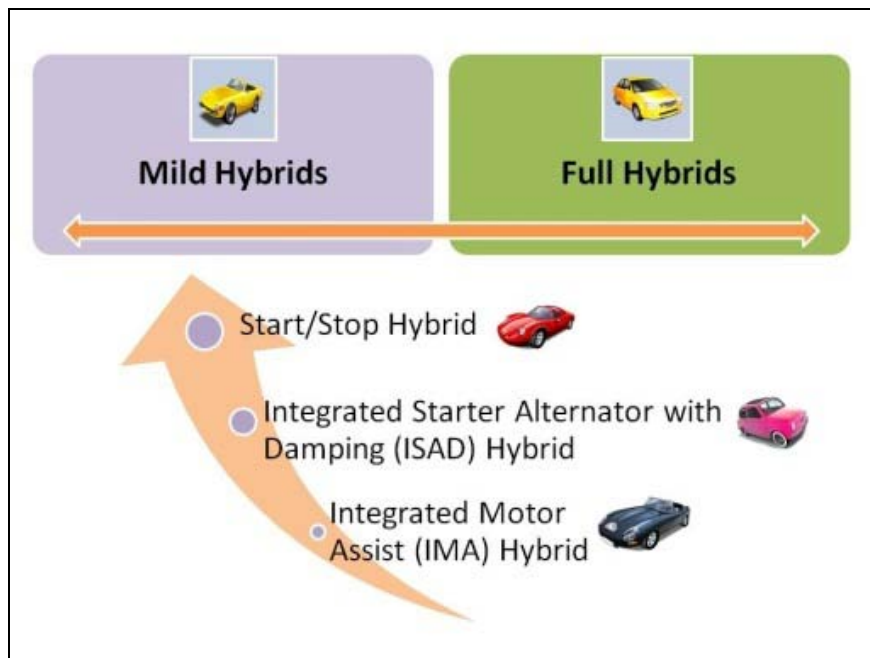 Mild Hybrids
Full Hybrids
Start/Stop Hybrid
Integrated Starter Alternator with
Damping (ISAD) Hybrid
Integrated Motor
Assist (IMA) Hybrid